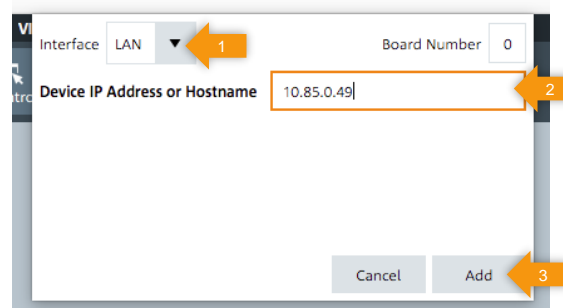 VI
Interface LAN 1 Board Number 0
ntro
Device IP Address or Hostname 10.85.0.49 2
Cancel Add 3